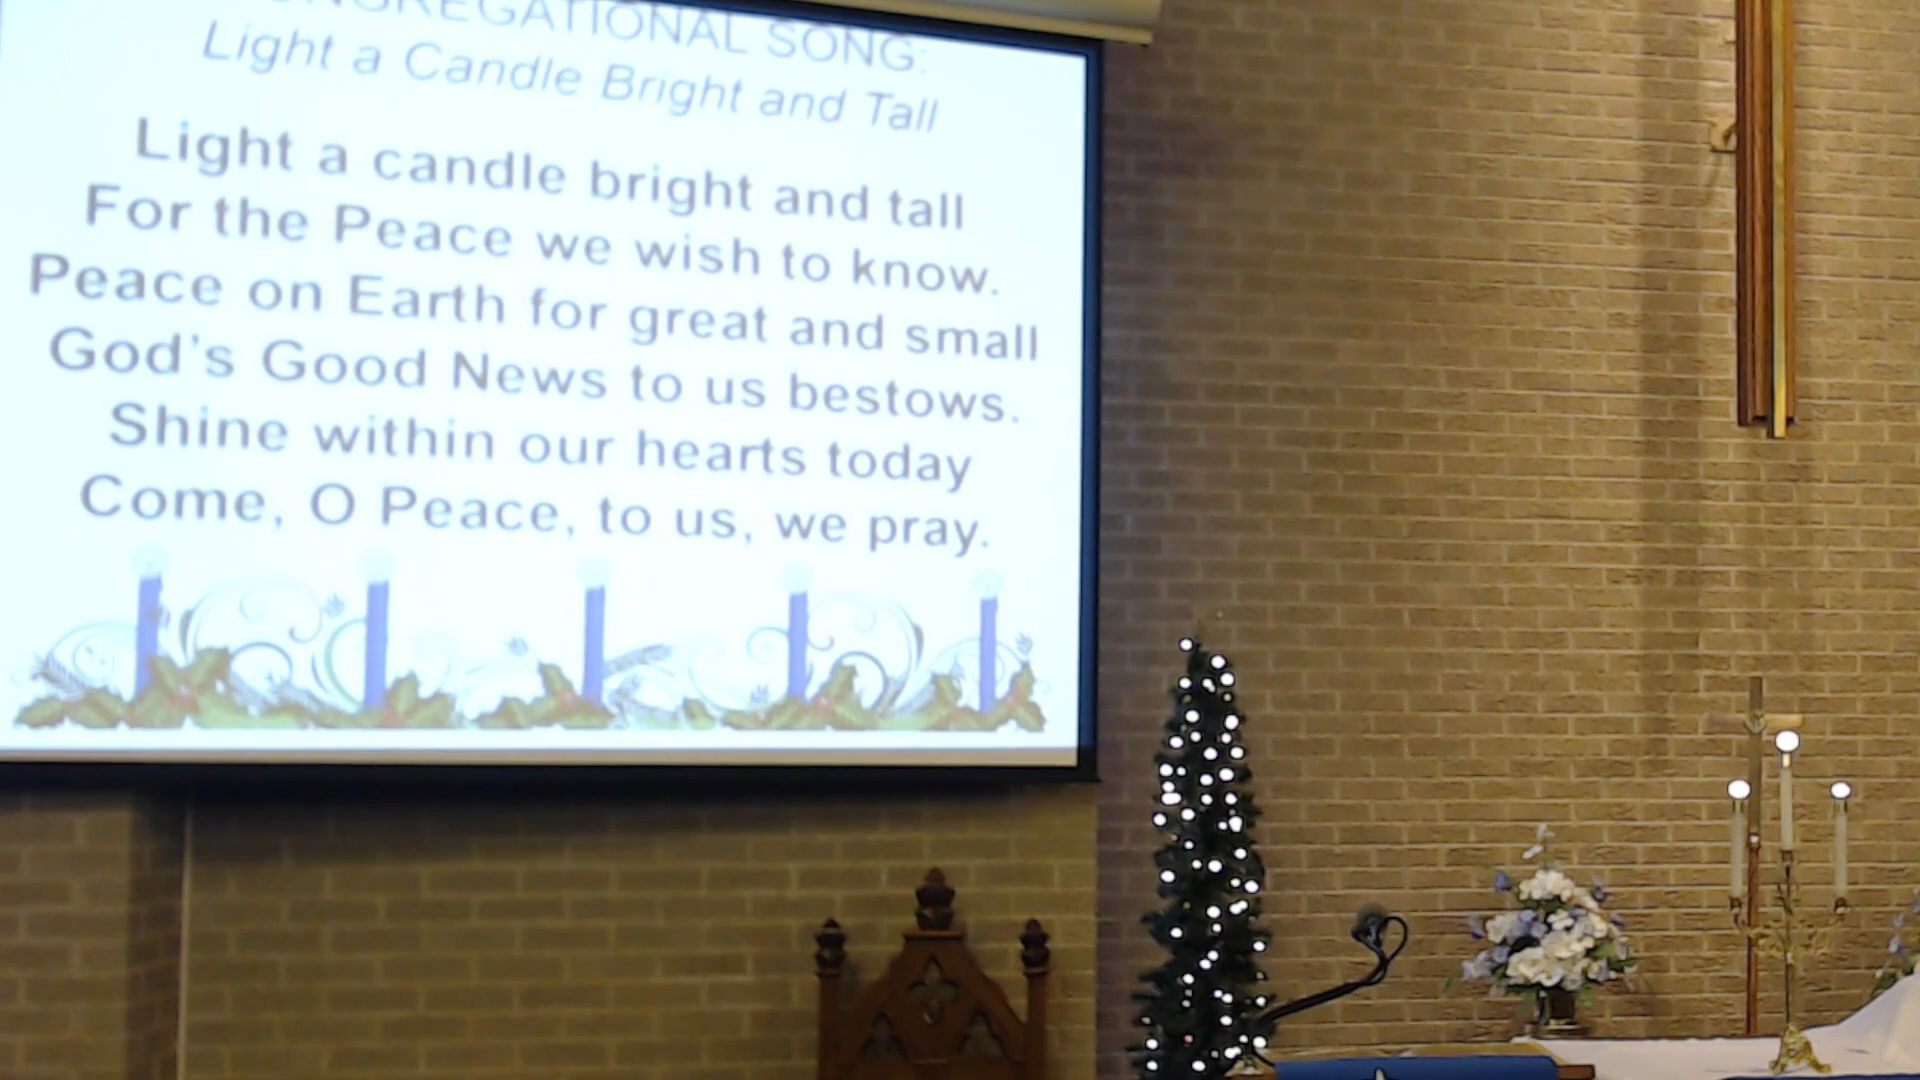 CONGREGATIONAL SONG:
Light a Candle Bright and Tall
Light a candle bright and tall
For the Peace we wish to know.
Peace on Earth for great and small
God's Good News to us bestows.
Shine within our hearts today
Come, O Peace, to us, we pray.